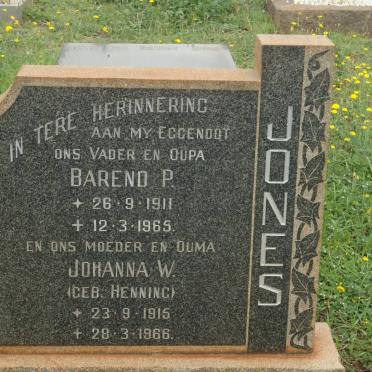 IN TERE HERINNERING
AAN MY EGGENOOT
ONS VADER EN OUPA
BAREND P.
+ 26·9·1911
+ 12·3·1965.
EN ONS MOEDER EN OUMA
JOHANNA W.
(GEB. HENNING)
+ 23·9·1915
+ 28·3·1966.
JONES